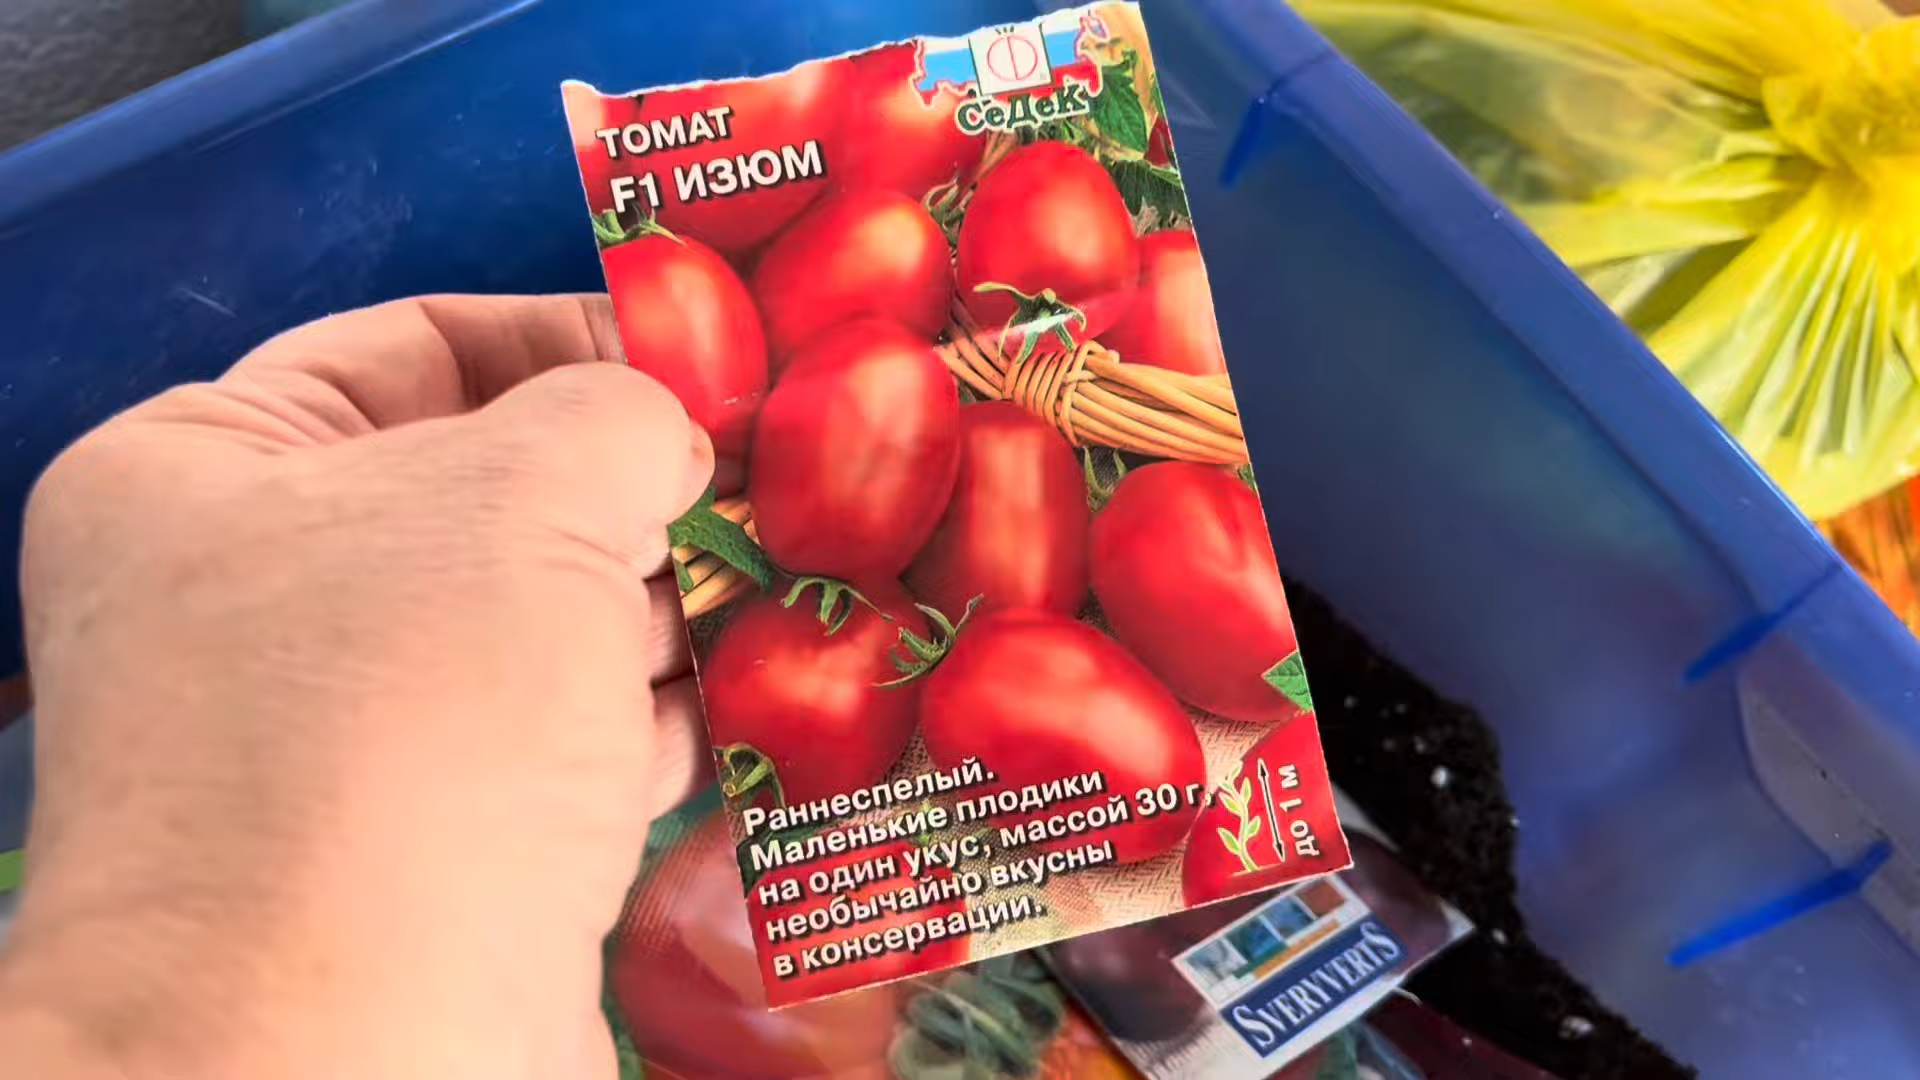 СеДеК
ТОМАТ
F1 ИЗЮМ
Раннеспелый.
Маленькие плодики
на один укус, массой 30 г,
необычайно вкусны
в консервации.
до 1 м
SVERYVERTS